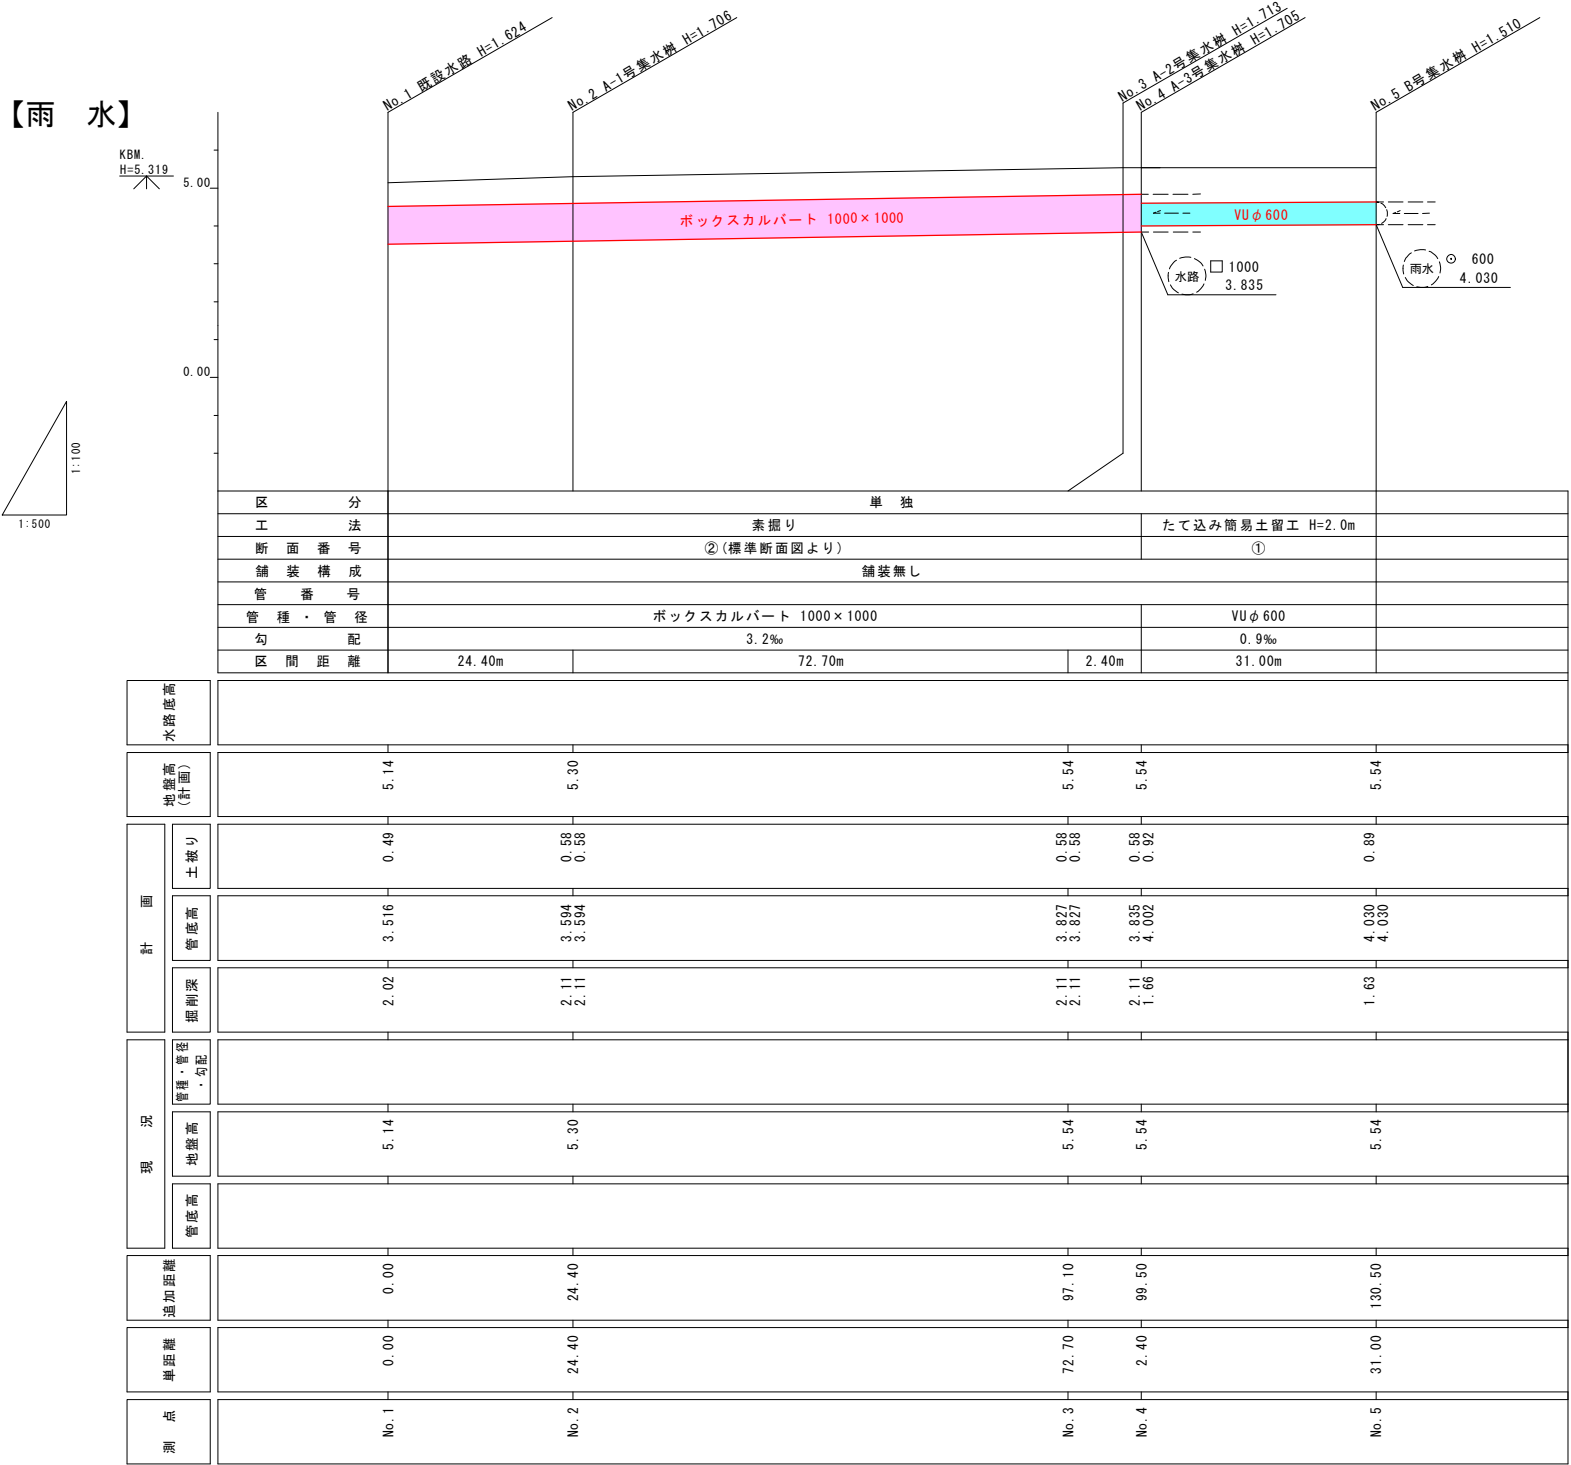 【雨　水】
No.1 既設水路 H=1.624
No.2 A-1号集水桝 H=1.706
No.3 A-2号集水桝 H=1.713
No.4 A-3号集水桝 H=1.705
No.5 B号集水桝 H=1.510
KBM.
H=5.319
5.00
0.00
ボックスカルバート 1000×1000
VUφ600
水路 □ 1000
3.835
雨水 ⊙ 600
4.030
1:100
1:500
区分 単独
工法 素掘り たて込み簡易土留工 H=2.0m
断面番号 ②(標準断面図より) ①
舗装構成 舗装無し
管番号
管種・管径 ボックスカルバート 1000×1000 VUφ600
勾配 3.2‰ 0.9‰
区間距離 24.40m 72.70m 2.40m 31.00m
水路底高
地盤高
(計画) 5.14 5.30 5.54 5.54 5.54
計画
土被り 0.49 0.58 0.58 0.58 0.58 0.58 0.92 0.89
管底高 3.516 3.594 3.594 3.827 3.827 3.835 4.002 4.030 4.030
掘削深 2.02 2.11 2.11 2.11 2.11 2.11 1.66 1.63
現況
管種・管径
・勾配
地盤高 5.14 5.30 5.54 5.54 5.54
管底高
追加距離 0.00 24.40 97.10 99.50 130.50
単距離 0.00 24.40 72.70 2.40 31.00
測点 No.1 No.2 No.3 No.4 No.5